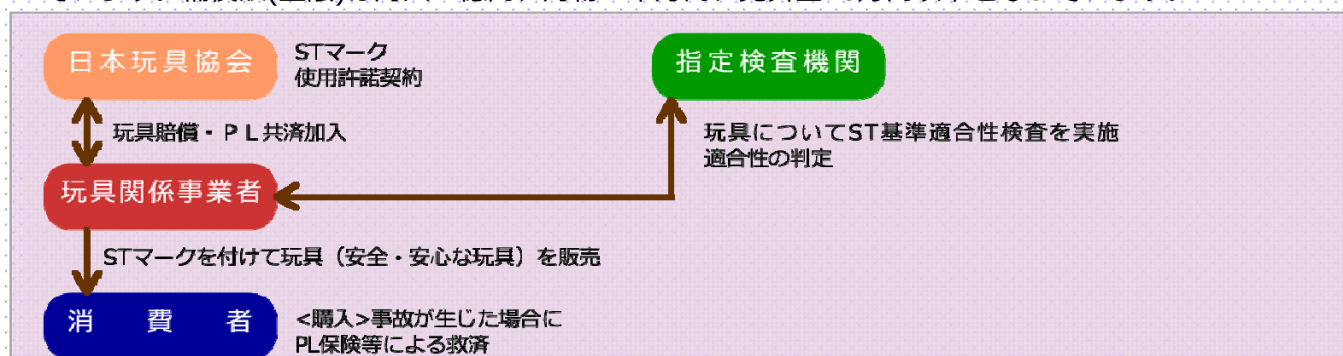 日本玩具協会
STマーク
使用許諾契約
指定検査機関
玩具賠償・ＰＬ共済加入
玩具についてST基準適合性検査を実施
適合性の判定
玩具関係事業者
STマークを付けて玩具（安全・安心な玩具）を販売
消費者
<購入>事故が生じた場合に
PL保険等による救済